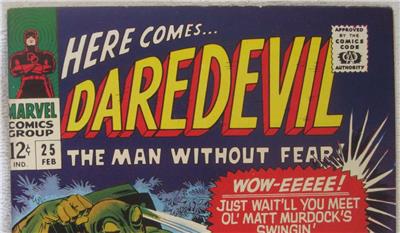 HERE COMES...
APPROVED
BY THE
COMICS
CODE
AUTHORITY
DAREDEVIL
MARVEL
COMICS
GROUP
12¢
IND.
25
FEB
THE MAN WITHOUT FEAR!
WOW-EEEEE!
JUST WAIT'LL YOU MEET
OL' MATT MURDOCK'S
SWINGIN'